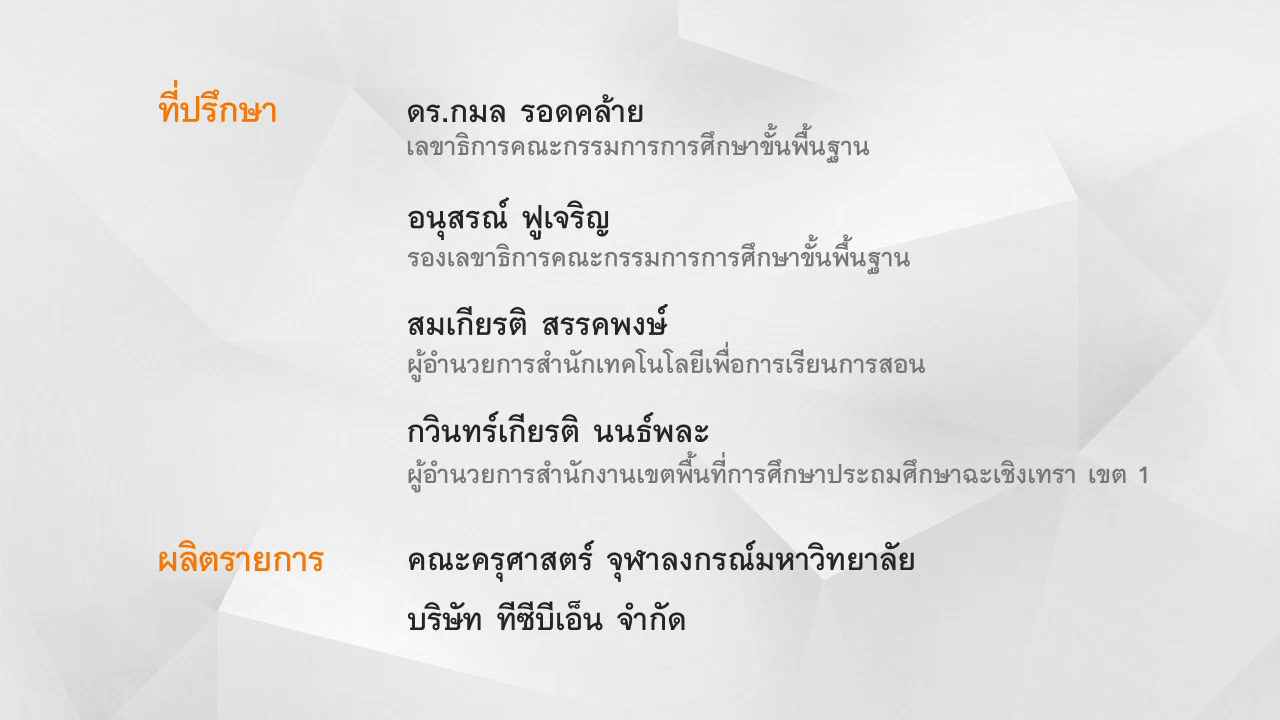 ที่ปรึกษา ดร.กมล รอดคล้าย
เลขาธิการคณะกรรมการการศึกษาขั้นพื้นฐาน
อนุสรณ์ ฟูเจริญ
รองเลขาธิการคณะกรรมการการศึกษาขั้นพื้นฐาน
สมเกียรติ สรรคพงษ์
ผู้อำนวยการสำนักเทคโนโลยีเพื่อการเรียนการสอน
กวินทร์เกียรติ นนธ์พละ
ผู้อำนวยการสำนักงานเขตพื้นที่การศึกษาประถมศึกษาฉะเชิงเทรา เขต 1
ผลิตรายการ คณะครุศาสตร์ จุฬาลงกรณ์มหาวิทยาลัย
บริษัท ทีซีบีเอ็น จำกัด